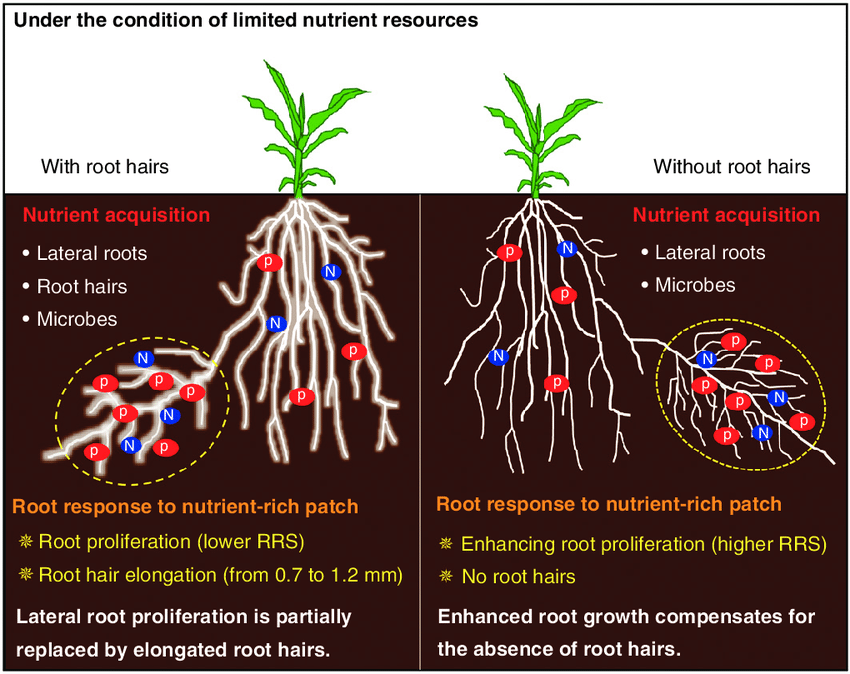 Under the condition of limited nutrient resources
With root hairs
Without root hairs
Nutrient acquisition
• Lateral roots
• Root hairs
• Microbes
P
N
N
P
P
N
P
P
P
P
N
N
P
P
Root response to nutrient-rich patch
✵ Root proliferation (lower RRS)
✵ Root hair elongation (from 0.7 to 1.2 mm)
Lateral root proliferation is partially
replaced by elongated root hairs.
Nutrient acquisition
• Lateral roots
• Microbes
P
N
P
N
P
P
N
P
P
N
P
P
P
N
Root response to nutrient-rich patch
✵ Enhancing root proliferation (higher RRS)
✵ No root hairs
Enhanced root growth compensates for
the absence of root hairs.